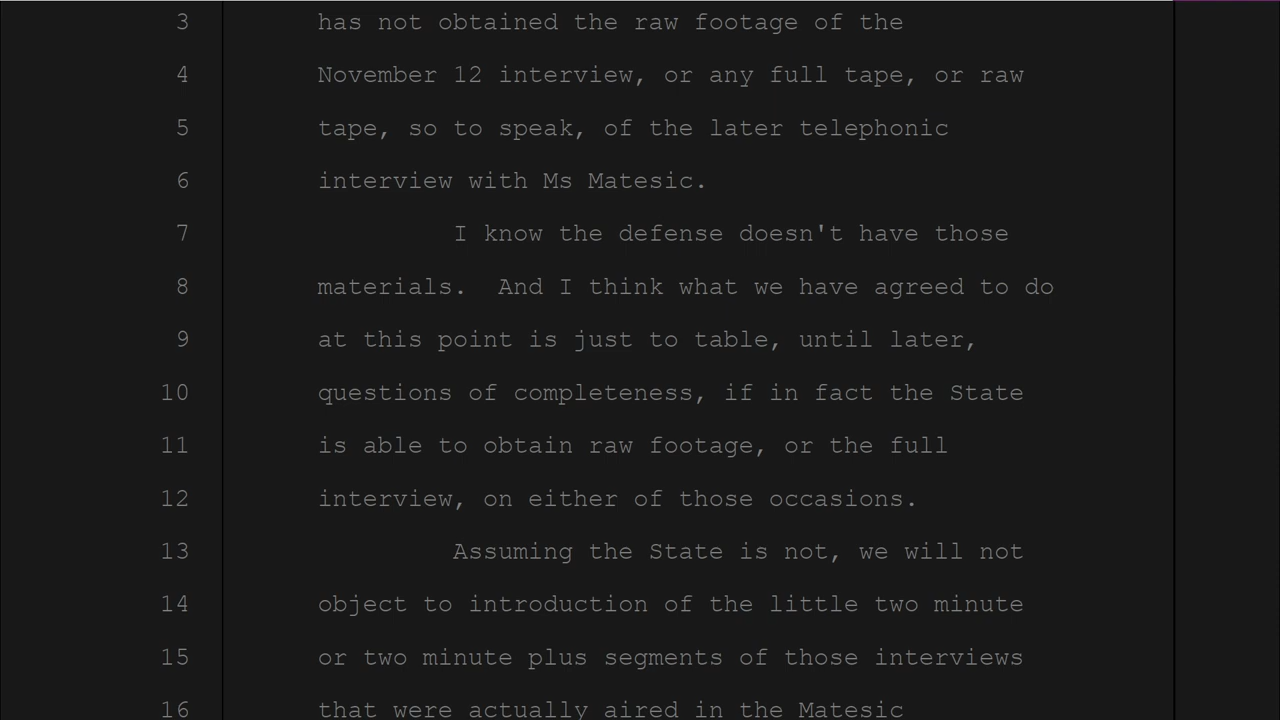 3 has not obtained the raw footage of the
4 November 12 interview, or any full tape, or raw
5 tape, so to speak, of the later telephonic
6 interview with Ms Matesic.
7 I know the defense doesn't have those
8 materials.  And I think what we have agreed to do
9 at this point is just to table, until later,
10 questions of completeness, if in fact the State
11 is able to obtain raw footage, or the full
12 interview, on either of those occasions.
13 Assuming the State is not, we will not
14 object to introduction of the little two minute
15 or two minute plus segments of those interviews
16 that were actually aired in the Matesic